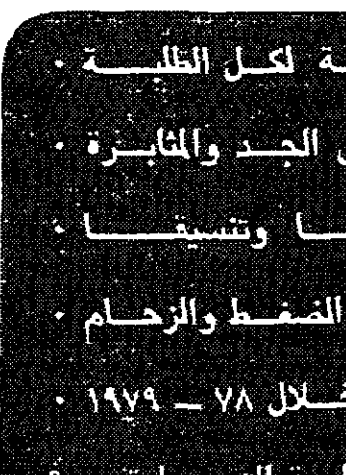 لكل الطلبة .
الجد والمثابرة .
وتنسيقا .
الضغط والزحام .
خلال ٧٨ – ١٩٧٩ .